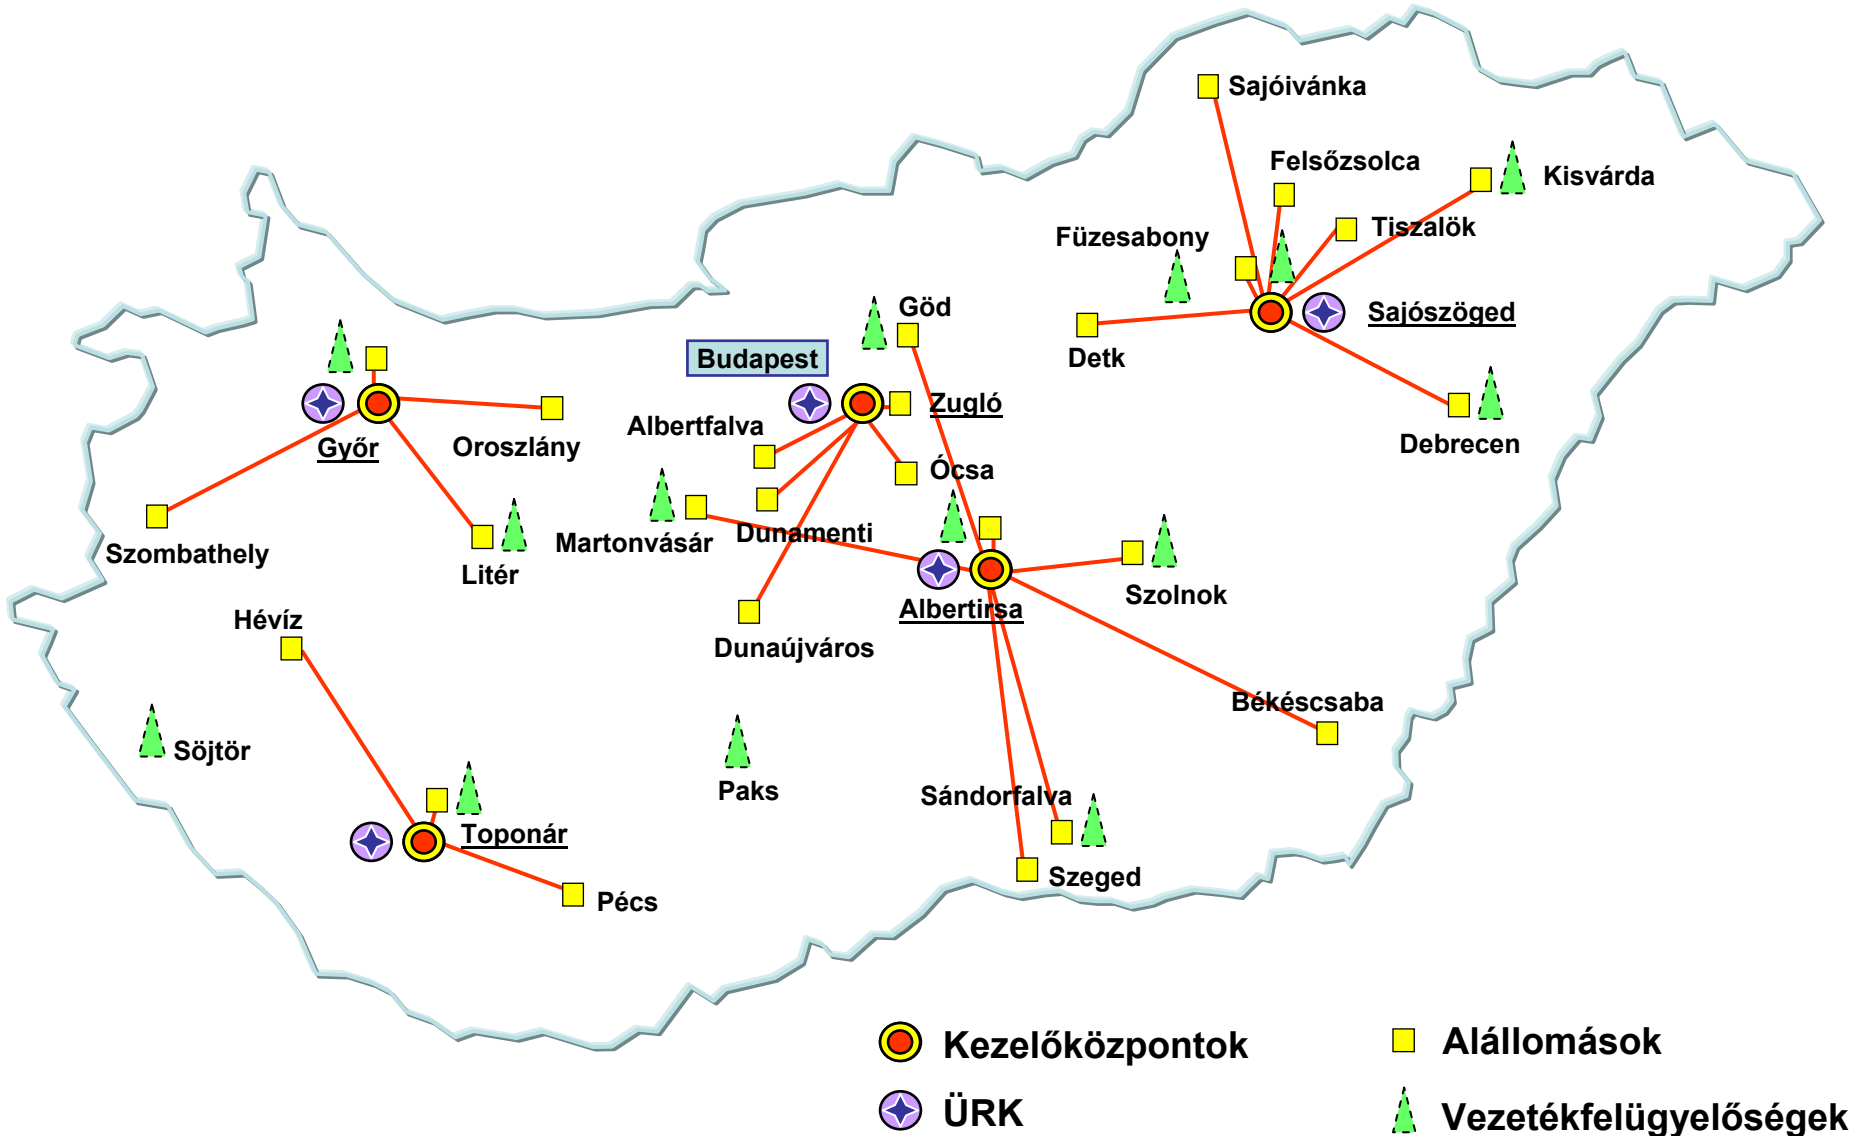 Sajóivánka
Felsőzsolca
Kisvárda
Tiszalök
Füzesabony
Göd
Sajószöged
Detk
Budapest
Zugló
Albertfalva
Győr
Oroszlány
Debrecen
Ócsa
Martonvásár
Dunamenti
Szombathely
Litér
Szolnok
Albertirsa
Hévíz
Dunaújváros
Békéscsaba
Söjtör
Paks
Sándorfalva
Toponár
Szeged
Pécs
Kezelőközpontok
Alállomások
ÜRK
Vezetékfelügyelőségek